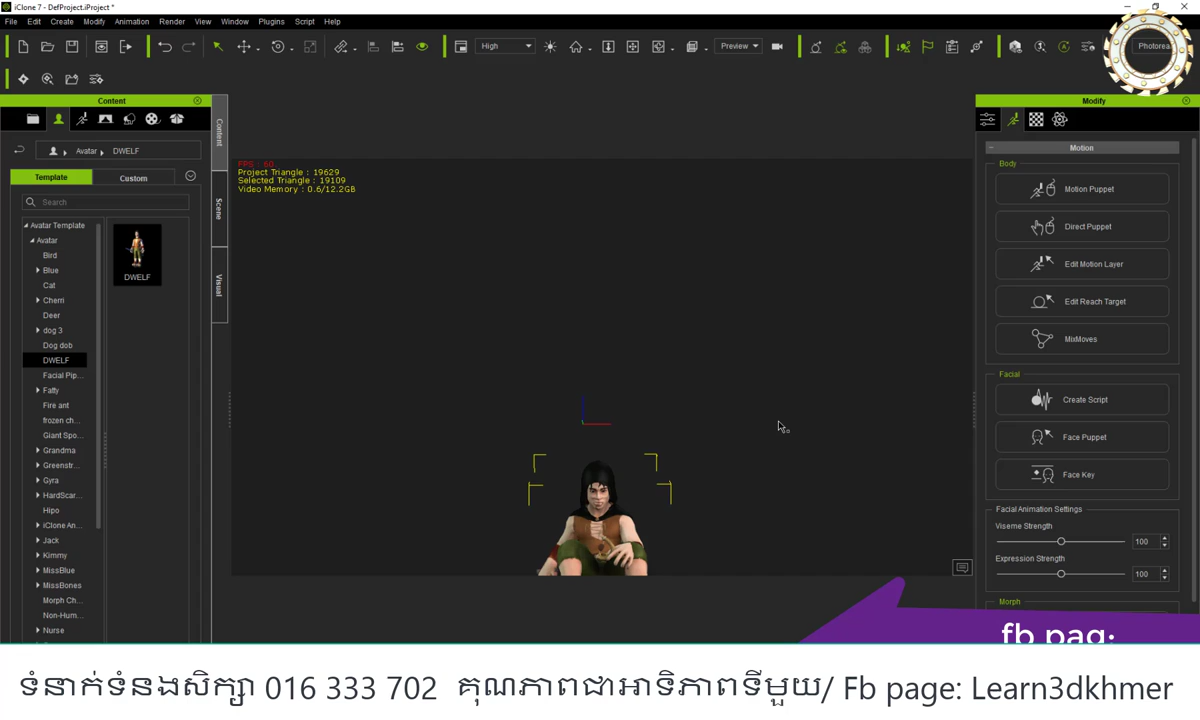 iClone 7 - DefProject.iProject *
File Edit Create Modify Animation Render View Window Plugins Script Help
High Preview Photorea
Content
Avatar DWELF
Template Custom
Search
Avatar Template
Avatar
Bird
Blue
Cat
Cherri
Deer
dog 3
Dog dob
DWELF
Facial Pip...
Fatty
Fire ant
frozen ch...
Giant Spo...
Grandma
Greenstr...
Gyra
HardScar...
Hipo
iClone An...
Jack
Kimmy
MissBlue
MissBones
Morph Ch...
Non-Hum...
Nurse
DWELF
Content
Scene
Visual
FPS : 60
Project Triangle : 19629
Selected Triangle : 19109
Video Memory : 0.6/12.2GB
Modify
Motion
Body
Motion Puppet
Direct Puppet
Edit Motion Layer
Edit Reach Target
MixMoves
Facial
Create Script
Face Puppet
Face Key
Facial Animation Settings
Viseme Strength
100
Expression Strength
100
Morph
fb pag:
ទំនាក់ទំនងសិក្សា 016 333 702 គុណភាពជាអាទិភាពទីមួយ/ Fb page: Learn3dkhmer